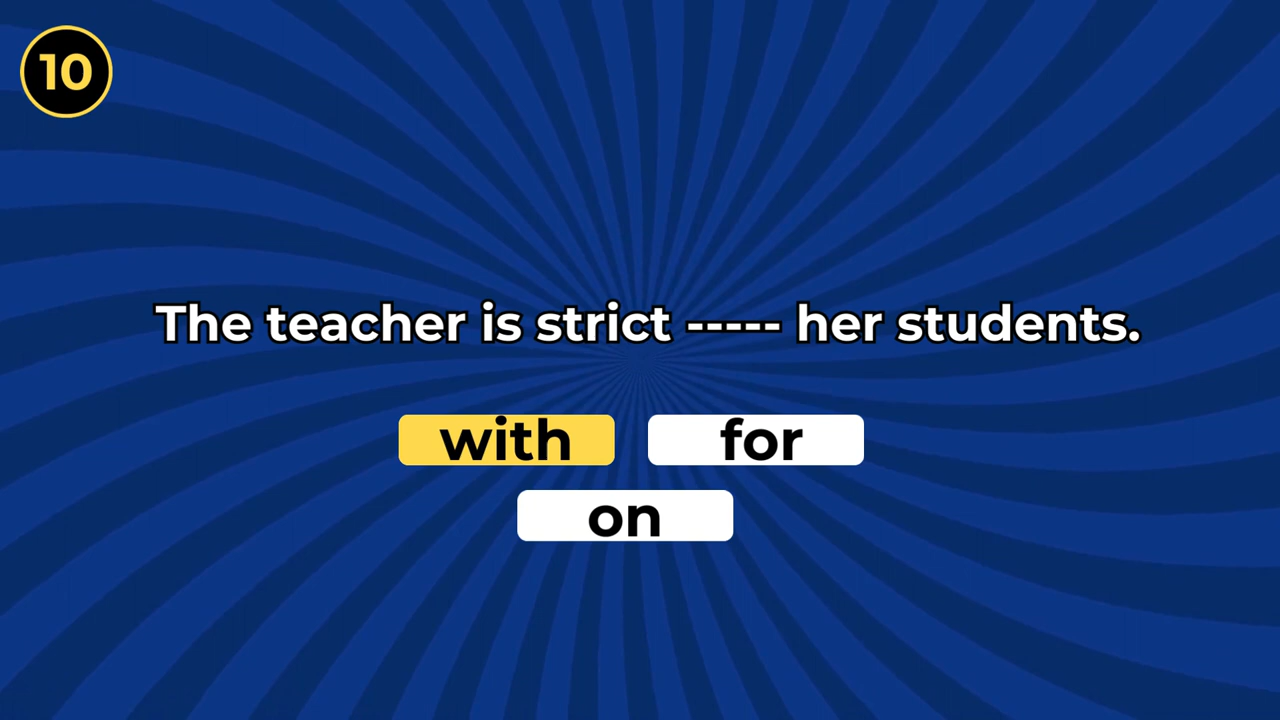 10
The teacher is strict ----- her students.
with for
on